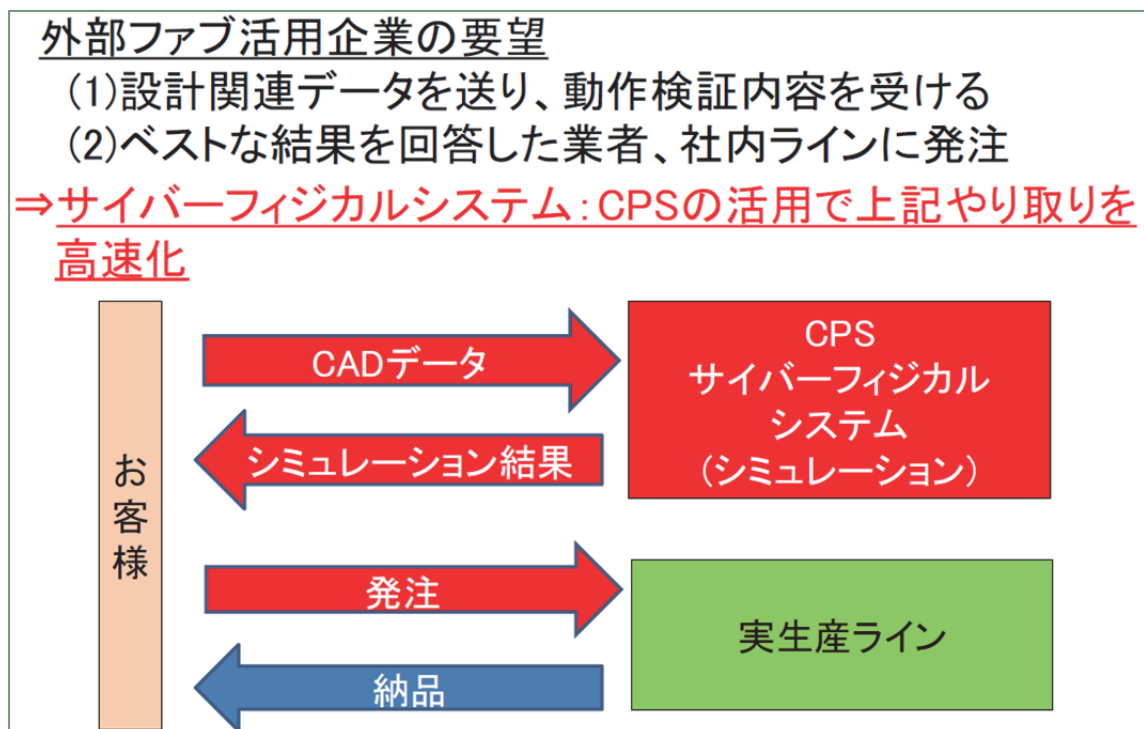 外部ファブ活用企業の要望
(1)設計関連データを送り、動作検証内容を受ける
(2)ベストな結果を回答した業者、社内ラインに発注
⇒サイバーフィジカルシステム:CPSの活用で上記やり取りを
高速化
お客様
CADデータ
シミュレーション結果
CPS
サイバーフィジカル
システム
(シミュレーション)
発注
納品
実生産ライン